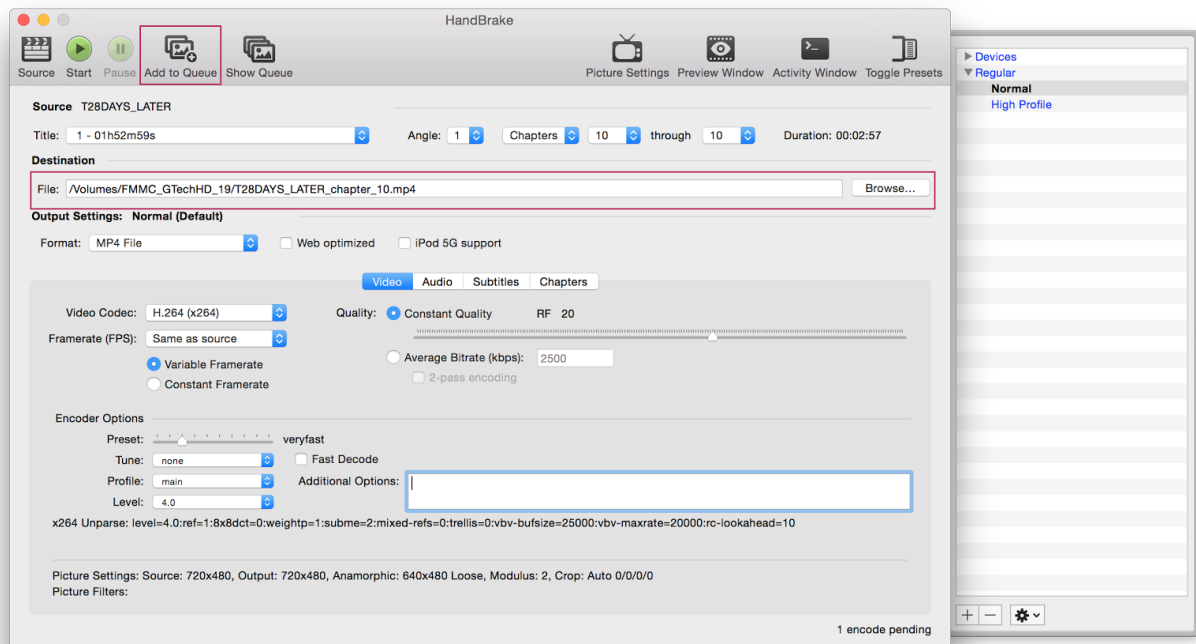 HandBrake
Source Start Pause Add to Queue Show Queue Picture Settings Preview Window Activity Window Toggle Presets
Source T28DAYS_LATER
Title: 1 - 01h52m59s Angle: 1 Chapters 10 through 10 Duration: 00:02:57
Destination
File: /Volumes/FMMC_GTechHD_19/T28DAYS_LATER_chapter_10.mp4 Browse...
Output Settings: Normal (Default)
Format: MP4 File Web optimized iPod 5G support
Video Audio Subtitles Chapters
Video Codec: H.264 (x264) Quality: Constant Quality RF 20
Framerate (FPS): Same as source
Average Bitrate (kbps): 2500
Variable Framerate
2-pass encoding
Constant Framerate
Encoder Options
Preset: veryfast
Tune: none Fast Decode
Profile: main Additional Options:
Level: 4.0
x264 Unparse: level=4.0:ref=1:8x8dct=0:weightp=1:subme=2:mixed-refs=0:trellis=0:vbv-bufsize=25000:vbv-maxrate=20000:rc-lookahead=10
Picture Settings: Source: 720x480, Output: 720x480, Anamorphic: 640x480 Loose, Modulus: 2, Crop: Auto 0/0/0/0
Picture Filters:
1 encode pending
Devices
Regular
Normal
High Profile